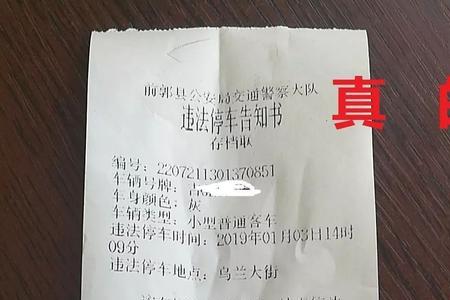 前郭县公安局交通警察大队
违法停车告知书
存档联
编号: 2207211301370851
车辆号牌: 吉
车身颜色: 灰
车辆类型: 小型普通客车
违法停车时间: 2019年01月03日14时
09分
违法停车地点: 乌兰大街
真的